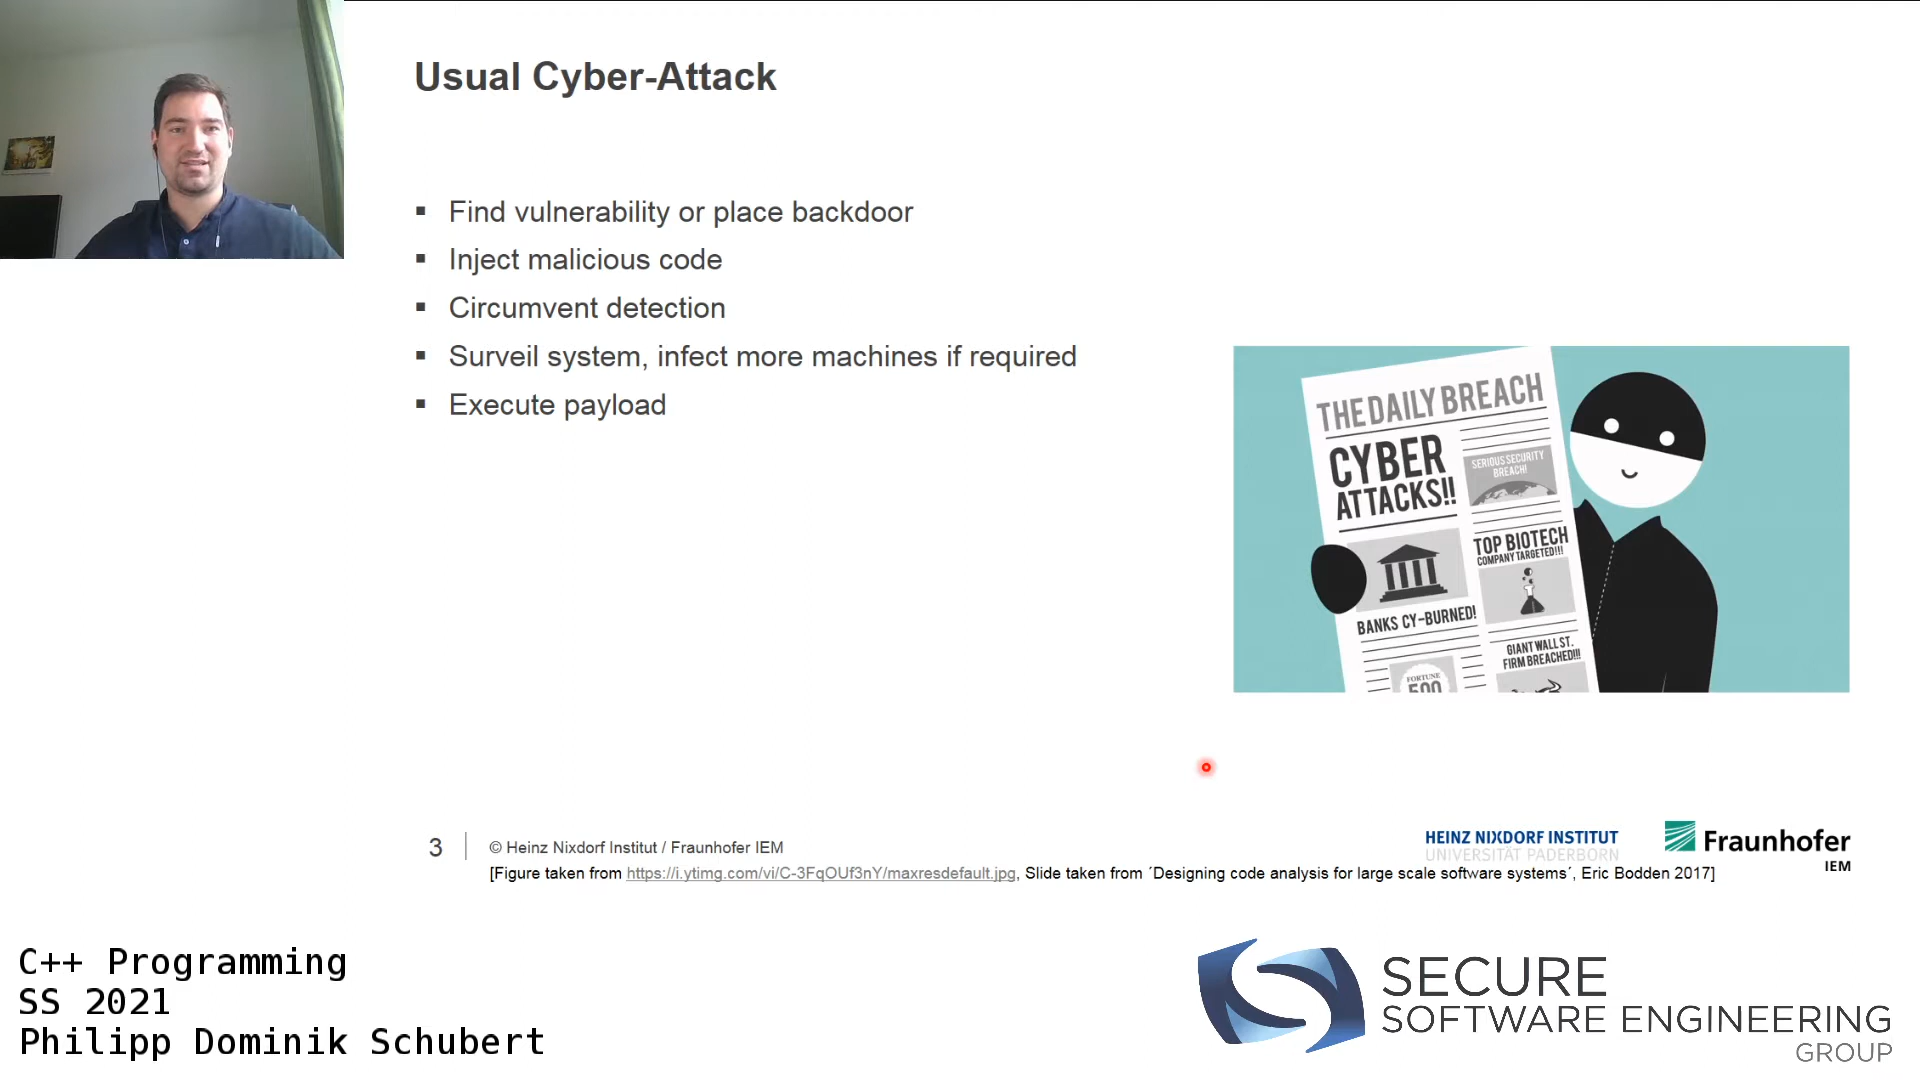 Usual Cyber-Attack
Find vulnerability or place backdoor
Inject malicious code
Circumvent detection
Surveil system, infect more machines if required
Execute payload
THE DAILY BREACH
CYBER
ATTACKS!!
SERIOUS SECURITY
BREACH!
TOP BIOTECH
COMPANY TARGETED!!!
BANKS CY-BURNED!
GIANT WALL ST.
FIRM BREACHED!!!
FORTUNE
500
3
© Heinz Nixdorf Institut / Fraunhofer IEM
[Figure taken from https://i.ytimg.com/vi/C-3FqOUf3nY/maxresdefault.jpg, Slide taken from ´Designing code analysis for large scale software systems´, Eric Bodden 2017]
HEINZ NIXDORF INSTITUT
UNIVERSITÄT PADERBORN
Fraunhofer
IEM
C++ Programming
SS 2021
Philipp Dominik Schubert
SECURE
SOFTWARE ENGINEERING
GROUP